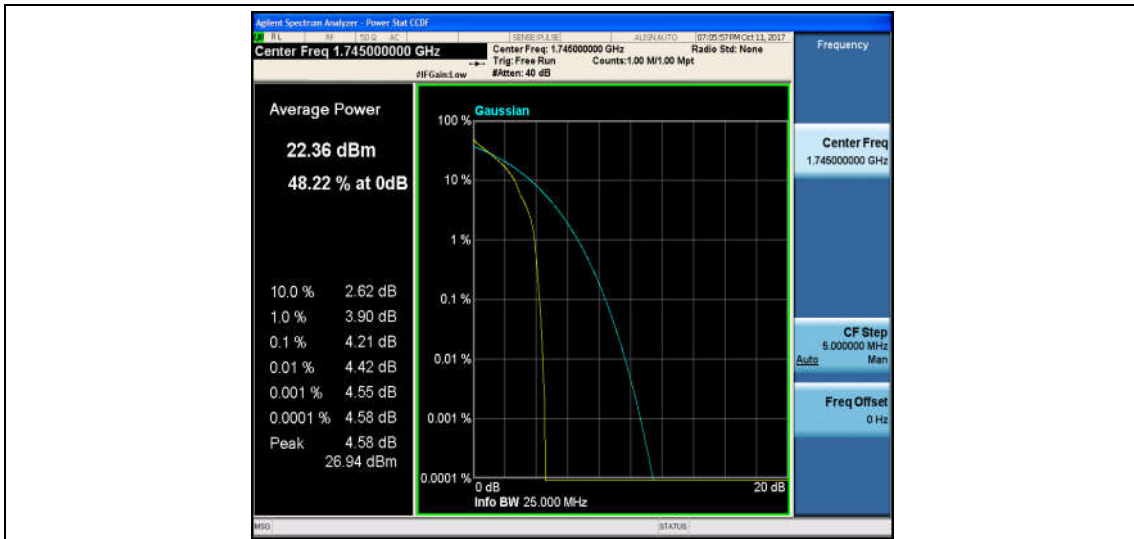 Agilent Spectrum Analyzer - Power Stat CCDF
RL RF 50 Ω AC SENSE:PULSE ALIGN AUTO 07:05:57 PM Oct 11, 2017
Center Freq 1.745000000 GHz
Center Freq: 1.745000000 GHz Radio Std: None
Trig: Free Run Counts:1.00 M/1.00 Mpt
#IFGain:Low #Atten: 40 dB
Frequency
Average Power
22.36 dBm
48.22 % at 0dB
10.0 % 2.62 dB
1.0 % 3.90 dB
0.1 % 4.21 dB
0.01 % 4.42 dB
0.001 % 4.55 dB
0.0001 % 4.58 dB
Peak 4.58 dB
26.94 dBm
Gaussian
100 %
10 %
1 %
0.1 %
0.01 %
0.001 %
0.0001 %
0 dB 20 dB
Info BW 25.000 MHz
Center Freq
1.745000000 GHz
CF Step
5.000000 MHz
Auto Man
Freq Offset
0 Hz
MSG STATUS